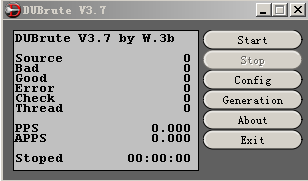 DUBrute V3.7
DUBrute V3.7 by W.3b
Source 0
Bad 0
Good 0
Error 0
Check 0
Thread 0
PPS 0.000
APPS 0.000
Stoped 00:00:00
Start
Stop
Config
Generation
About
Exit